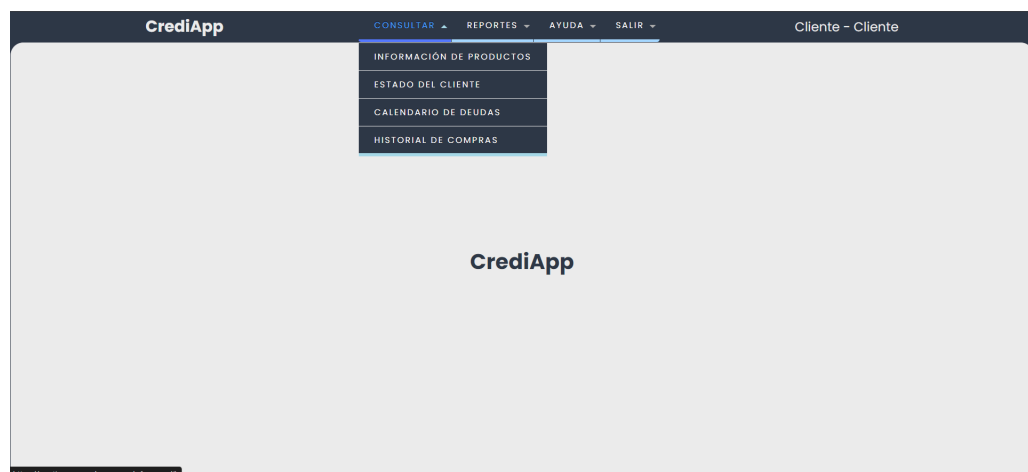 CrediApp
CONSULTAR REPORTES AYUDA SALIR
Cliente - Cliente
INFORMACIÓN DE PRODUCTOS
ESTADO DEL CLIENTE
CALENDARIO DE DEUDAS
HISTORIAL DE COMPRAS
CrediApp